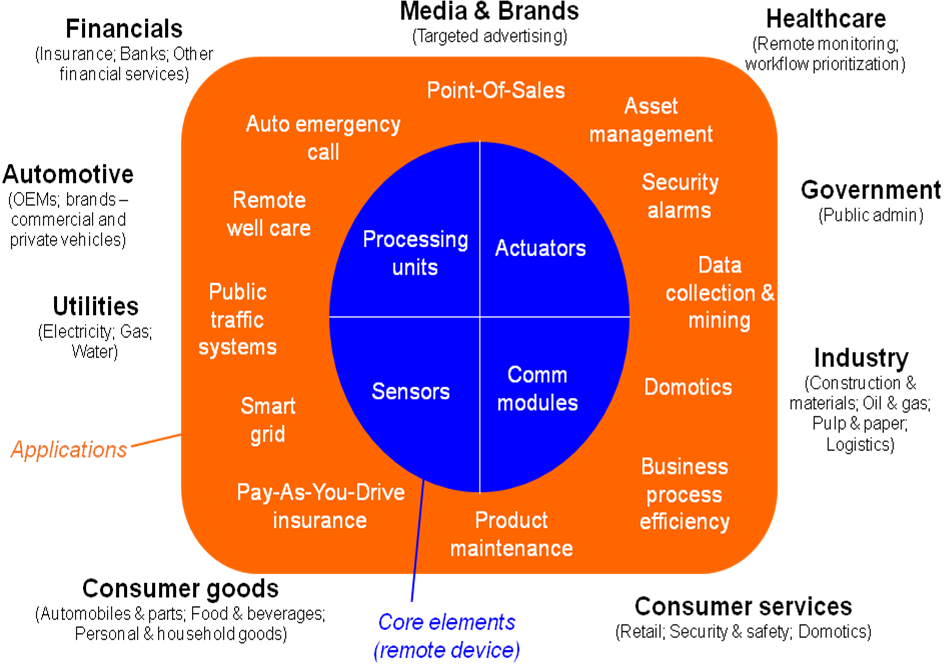 Financials
(Insurance; Banks; Other
financial services)
Media & Brands
(Targeted advertising)
Healthcare
(Remote monitoring;
workflow prioritization)
Automotive
(OEMs; brands –
commercial and
private vehicles)
Utilities
(Electricity; Gas;
Water)
Applications
Point-Of-Sales
Auto emergency
call
Remote
well care
Public
traffic
systems
Smart
grid
Pay-As-You-Drive
insurance
Product
maintenance
Asset
management
Security
alarms
Data
collection &
mining
Domotics
Business
process
efficiency
Processing
units
Actuators
Sensors
Comm
modules
Government
(Public admin)
Industry
(Construction &
materials; Oil & gas;
Pulp & paper;
Logistics)
Consumer goods
(Automobiles & parts; Food & beverages;
Personal & household goods)
Core elements
(remote device)
Consumer services
(Retail; Security & safety; Domotics)